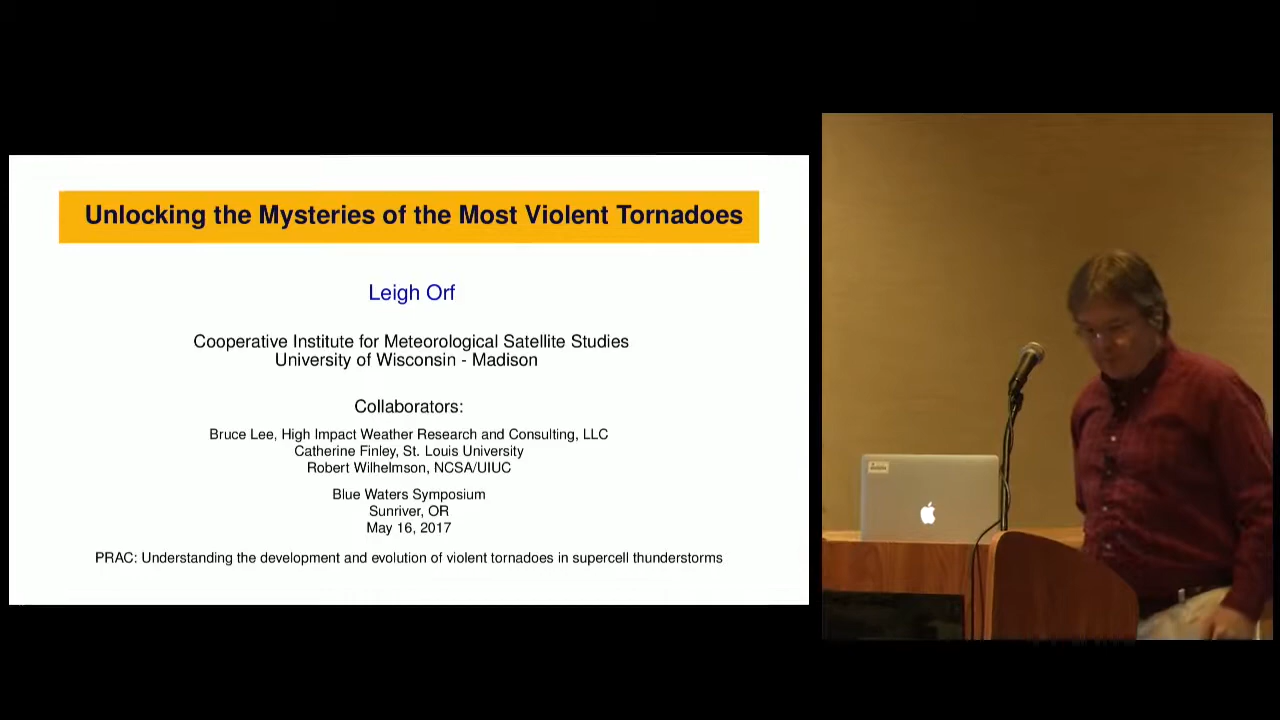 Unlocking the Mysteries of the Most Violent Tornadoes
Leigh Orf
Cooperative Institute for Meteorological Satellite Studies
University of Wisconsin - Madison
Collaborators:
Bruce Lee, High Impact Weather Research and Consulting, LLC
Catherine Finley, St. Louis University
Robert Wilhelmson, NCSA/UIUC
Blue Waters Symposium
Sunriver, OR
May 16, 2017
PRAC: Understanding the development and evolution of violent tornadoes in supercell thunderstorms